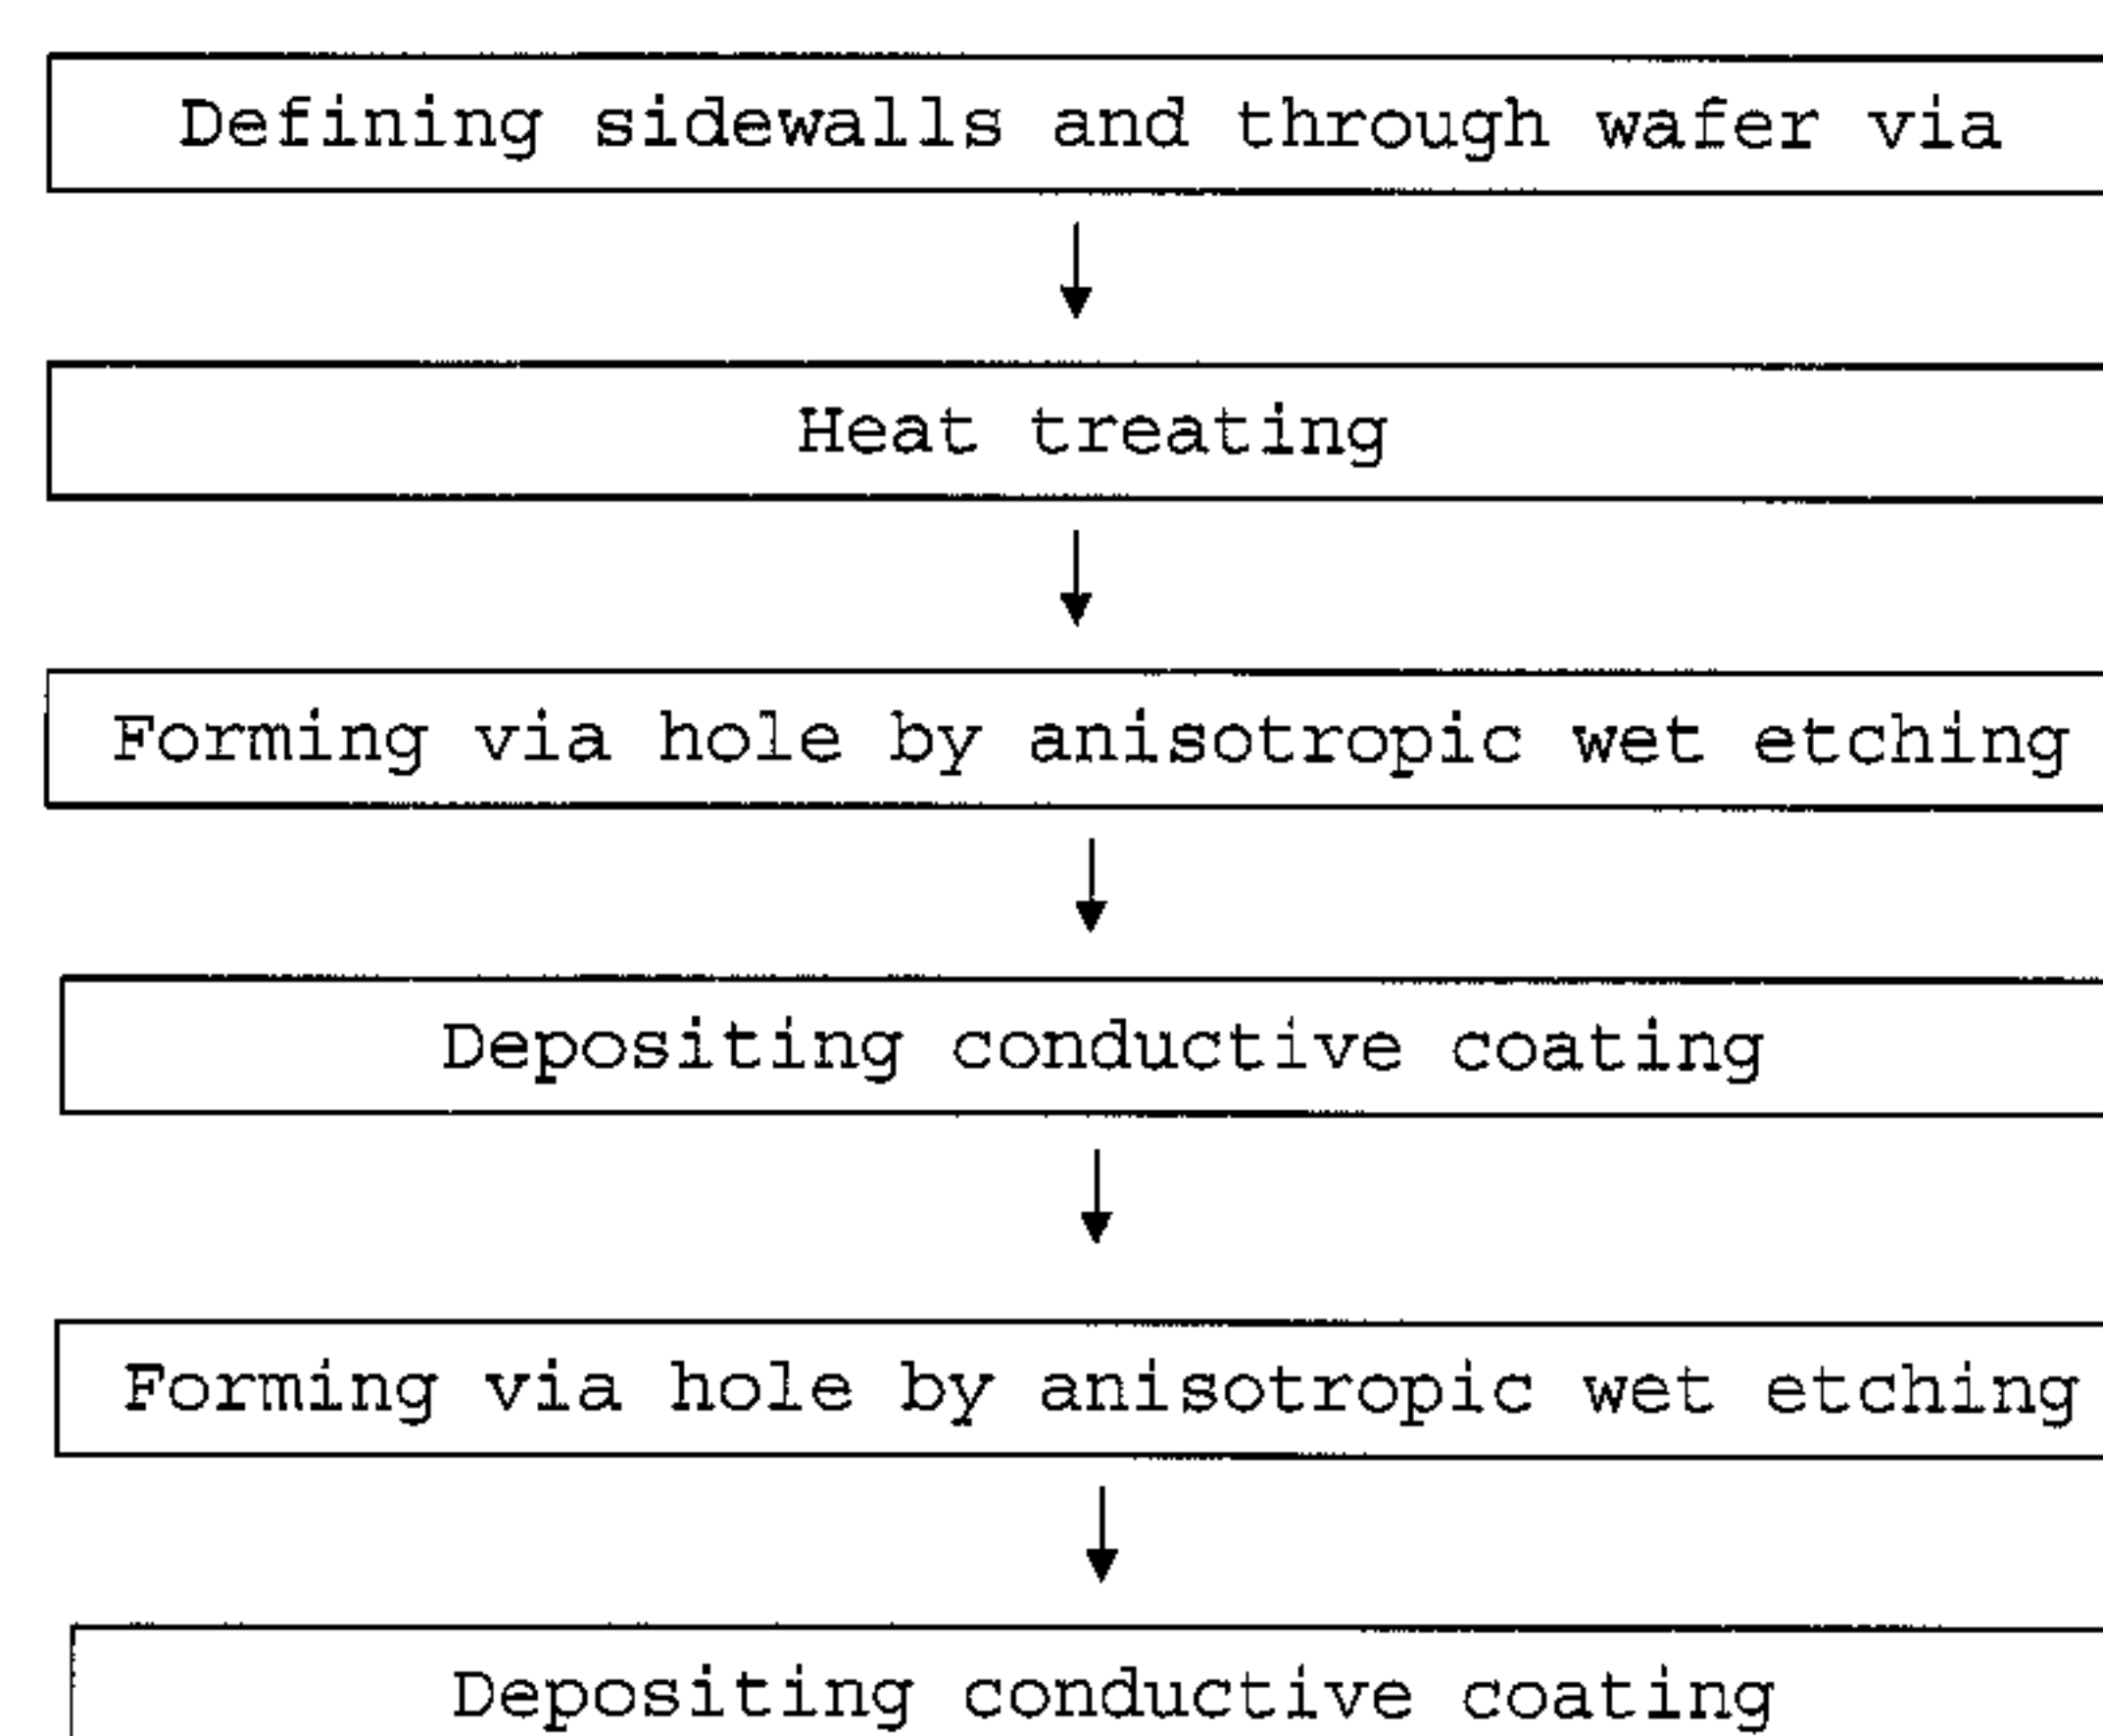 Defining sidewalls and through wafer via
Heat treating
Forming via hole by anisotropic wet etching
Depositing conductive coating
Forming via hole by anisotropic wet etching
Depositing conductive coating